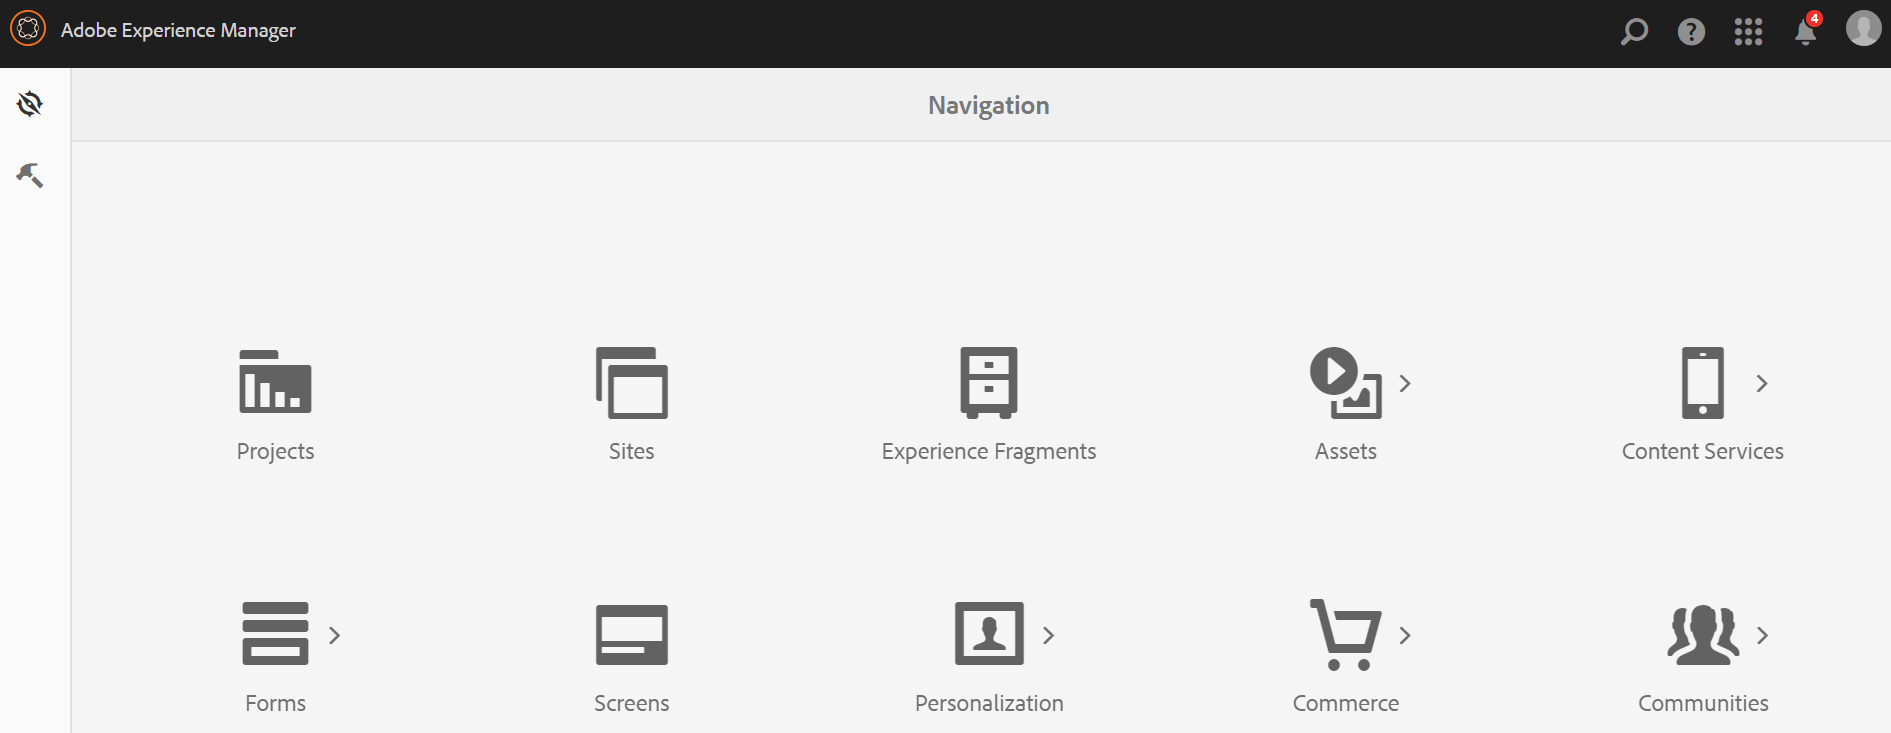 Adobe Experience Manager
4
Navigation
Projects
Sites
Experience Fragments
Assets
Content Services
Forms
Screens
Personalization
Commerce
Communities